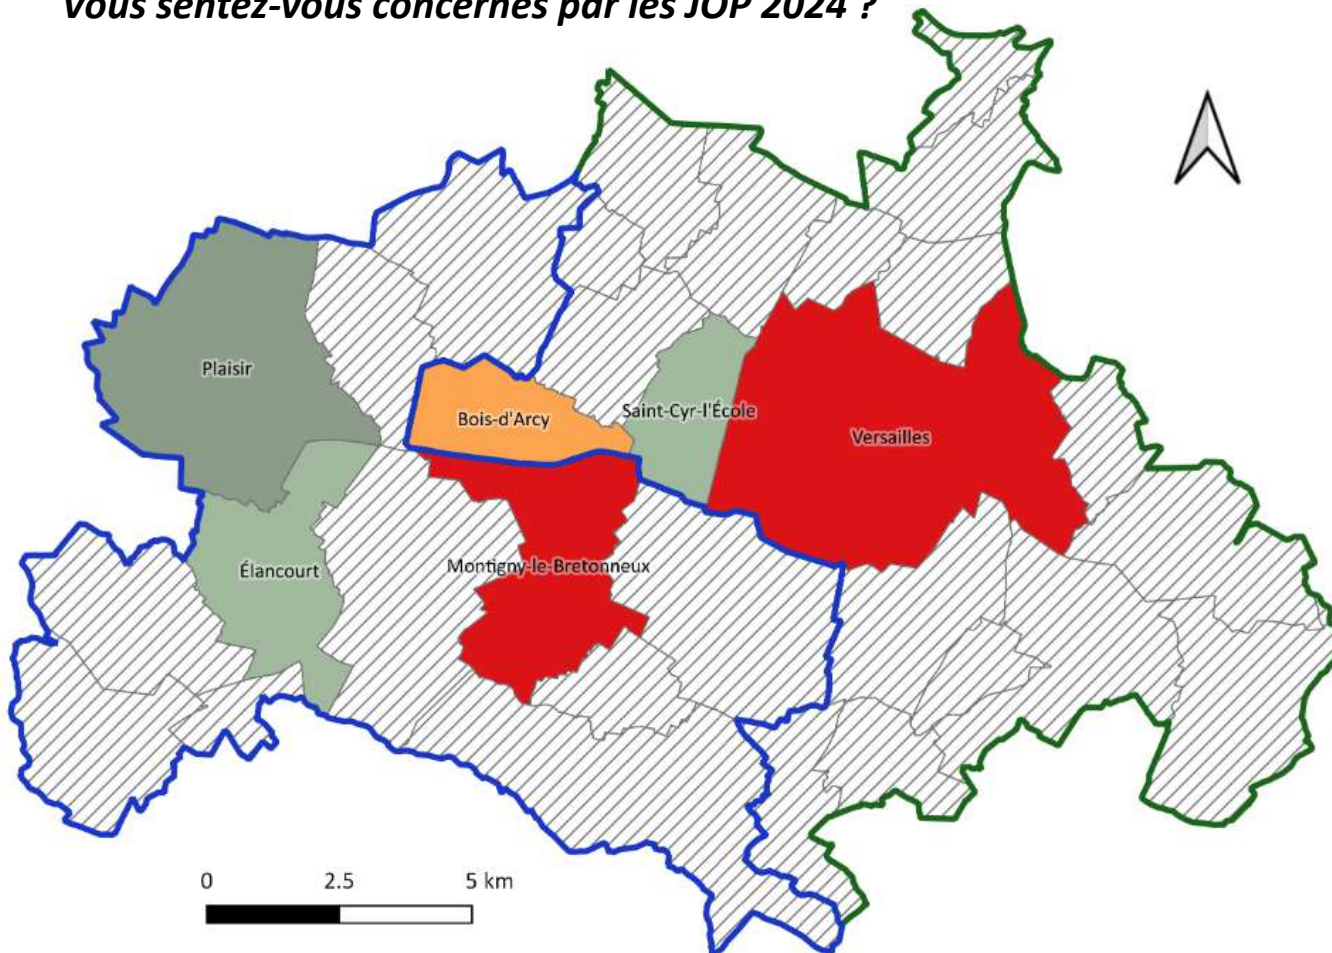 Vous sentez-vous concernés par les JOP 2024 ?
Plaisir
Bois-d'Arcy
Saint-Cyr-l'École
Versailles
Élancourt
Montigny-le-Bretonneux
0 2.5 5 km